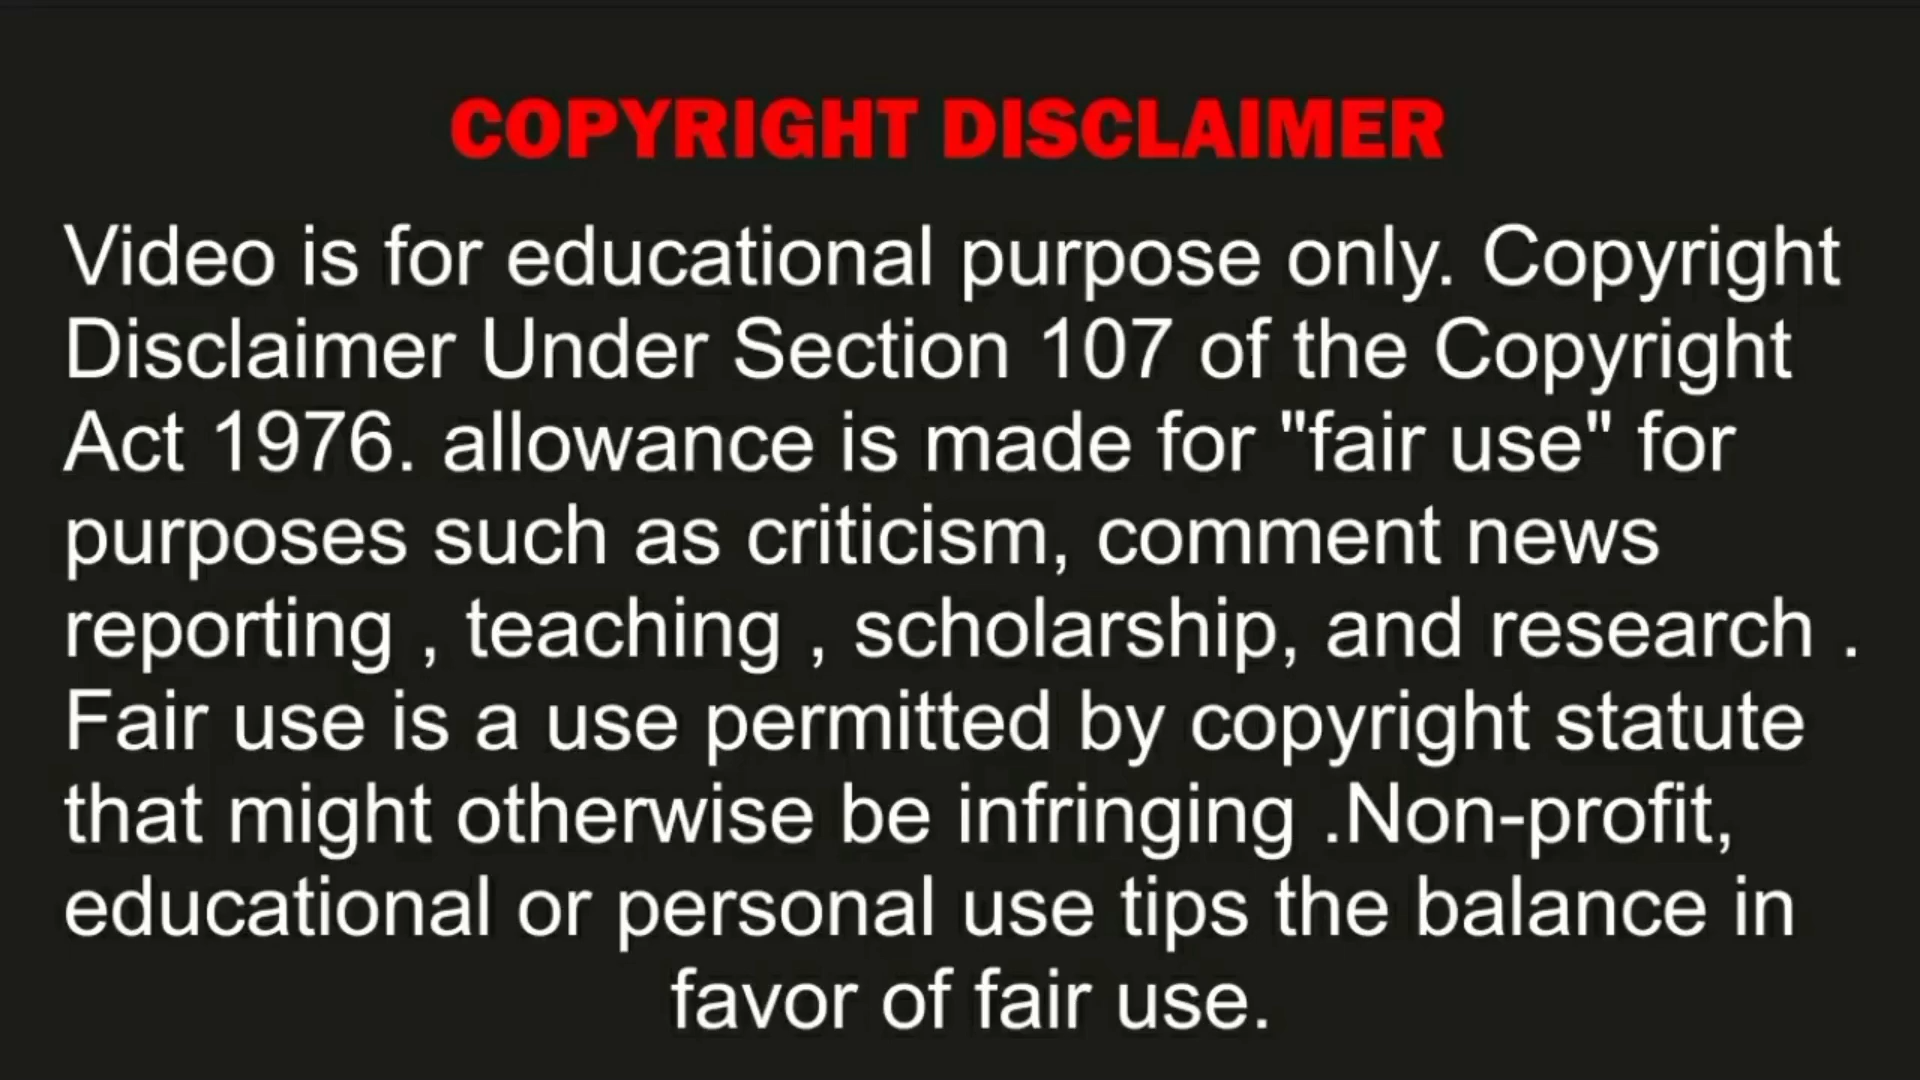 COPYRIGHT DISCLAIMER
Video is for educational purpose only. Copyright
Disclaimer Under Section 107 of the Copyright
Act 1976. allowance is made for "fair use" for
purposes such as criticism, comment news
reporting , teaching , scholarship, and research .
Fair use is a use permitted by copyright statute
that might otherwise be infringing .Non-profit,
educational or personal use tips the balance in
favor of fair use.